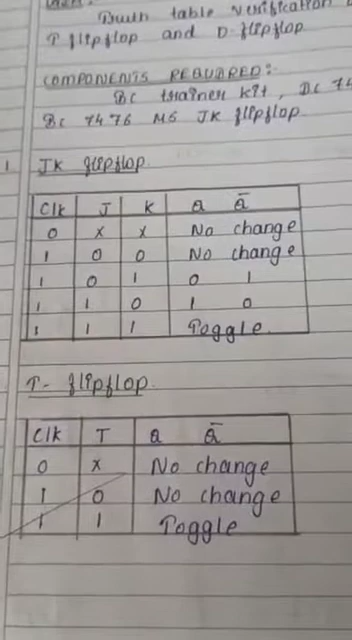 Truth table verification
T flipflop and D flipflop
COMPONENTS REQUIRED:-
trainer kit,
7476 MS JK flipflop
1 JK flipflop
Clk J K Q Q̄
0 x x No change
1 0 0 No change
1 0 1 0 1
1 1 0 1 0
1 1 1 Toggle
T- flipflop
Clk T Q Q̄
0 x No change
1 0 No change
1 1 Toggle